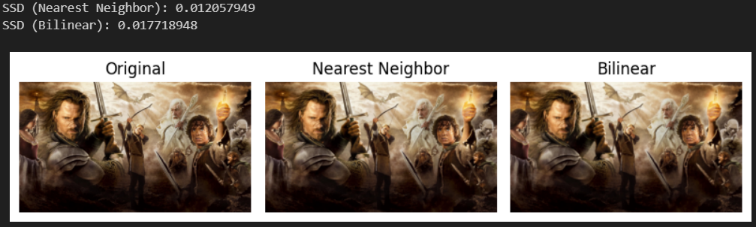 SSD (Nearest Neighbor): 0.012057949
SSD (Bilinear): 0.017718948
Original Nearest Neighbor Bilinear